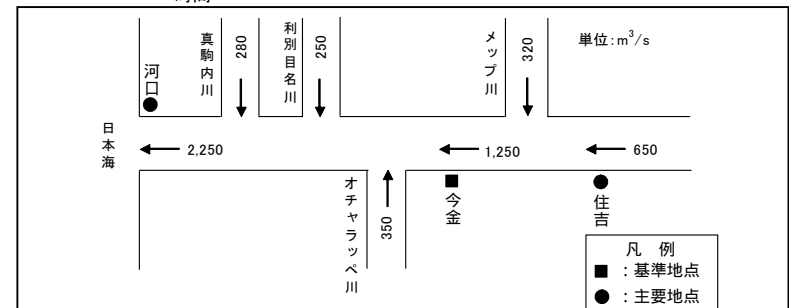 真駒内川
280
利別目名川
250
メップ川
320
単位:m³/s
河口
日本海
2,250
1,250
650
オチャラッペ川
350
今金
住吉
凡 例
■ :基準地点
● :主要地点